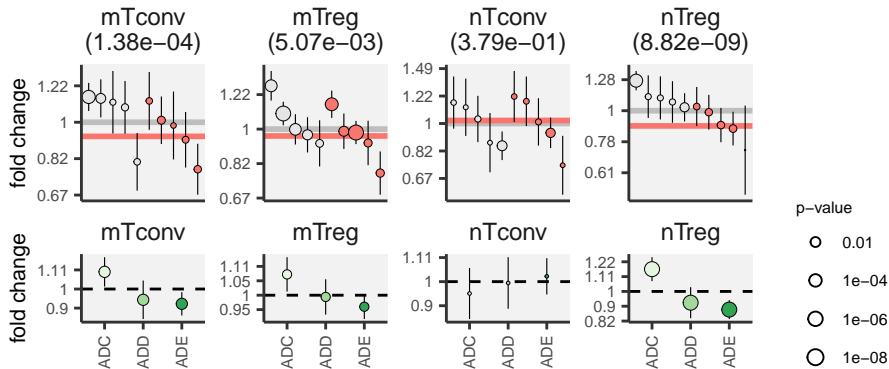 mTconv
(1.38e−04)
mTreg
(5.07e−03)
nTconv
(3.79e−01)
nTreg
(8.82e−09)
fold change
1.22
1
0.82
0.67
1.22
1
0.82
0.67
1.49
1.22
1
0.82
0.67
1.28
1
0.78
0.61
mTconv
mTreg
nTconv
nTreg
fold change
1.11
1
0.9
1.11
1.05
1
0.95
1.11
1
0.9
1.22
1.11
1
0.9
0.82
ADC
ADD
ADE
ADC
ADD
ADE
ADC
ADD
ADE
ADC
ADD
ADE
p−value
0.01
1e−04
1e−06
1e−08